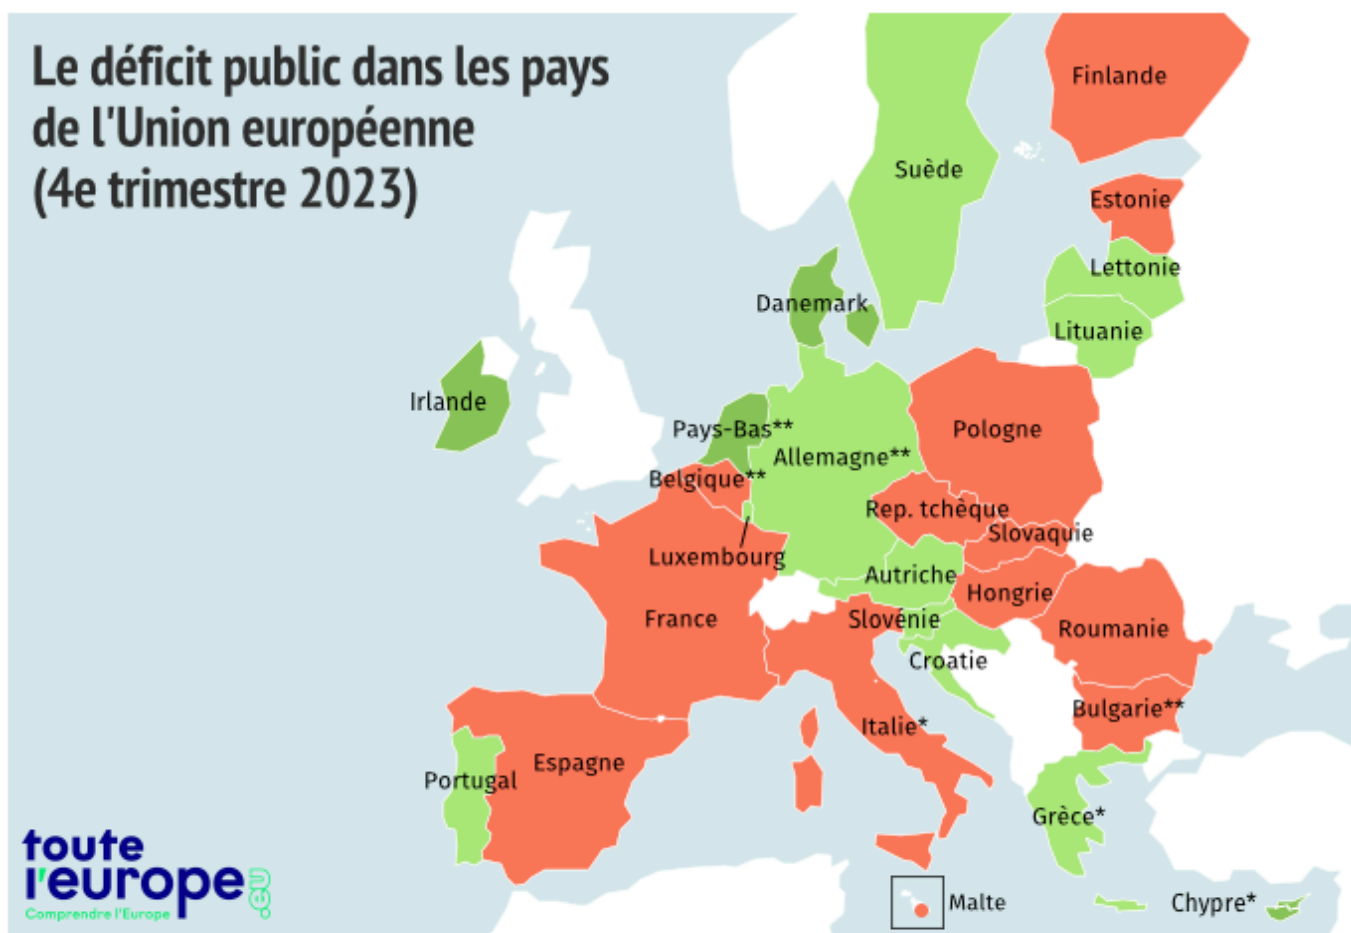 Le déficit public dans les pays
de l'Union européenne
(4e trimestre 2023)
Finlande
Suède
Estonie
Lettonie
Danemark
Lituanie
Irlande
Pays-Bas**
Pologne
Allemagne**
Belgique**
Rep. tchèque
Slovaquie
Luxembourg
Autriche
Hongrie
France
Slovénie
Roumanie
Croatie
Bulgarie**
Italie*
Espagne
Portugal
Grèce*
Malte
Chypre*
toute
l'europe.eu
Comprendre l'Europe